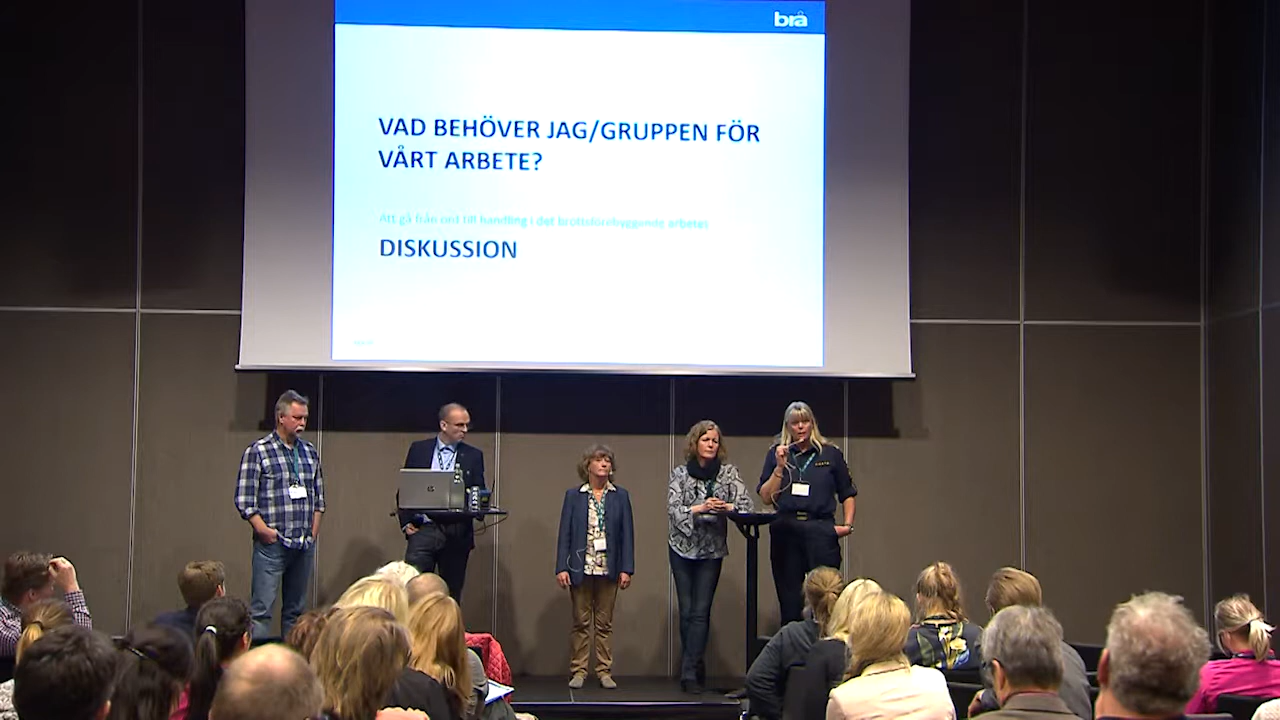 brå
VAD BEHÖVER JAG/GRUPPEN FÖR
VÅRT ARBETE?
Att gå från ord till handling i det brottsförebyggande arbetet
DISKUSSION